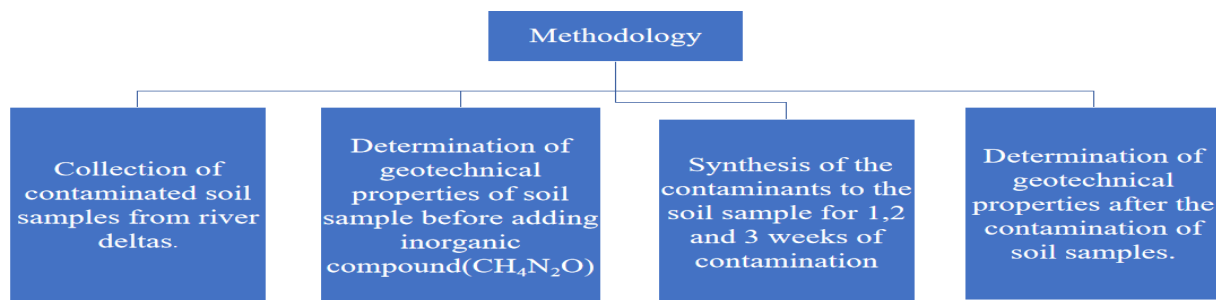 Methodology
Collection of
contaminated soil
samples from river
deltas.
Determination of
geotechnical
properties of soil
sample before adding
inorganic
compound(CH₄N₂O)
Synthesis of the
contaminants to the
soil sample for 1,2
and 3 weeks of
contamination
Determination of
geotechnical
properties after the
contamination of
soil samples.